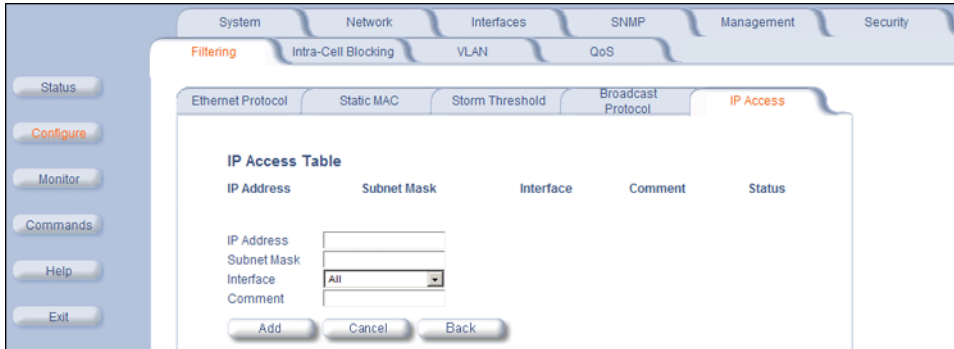 System Network Interfaces SNMP Management Security
Filtering Intra-Cell Blocking VLAN QoS
Status
Configure
Monitor
Commands
Help
Exit
Ethernet Protocol Static MAC Storm Threshold Broadcast Protocol IP Access
IP Access Table
IP Address Subnet Mask Interface Comment Status
IP Address
Subnet Mask
Interface All
Comment
Add Cancel Back